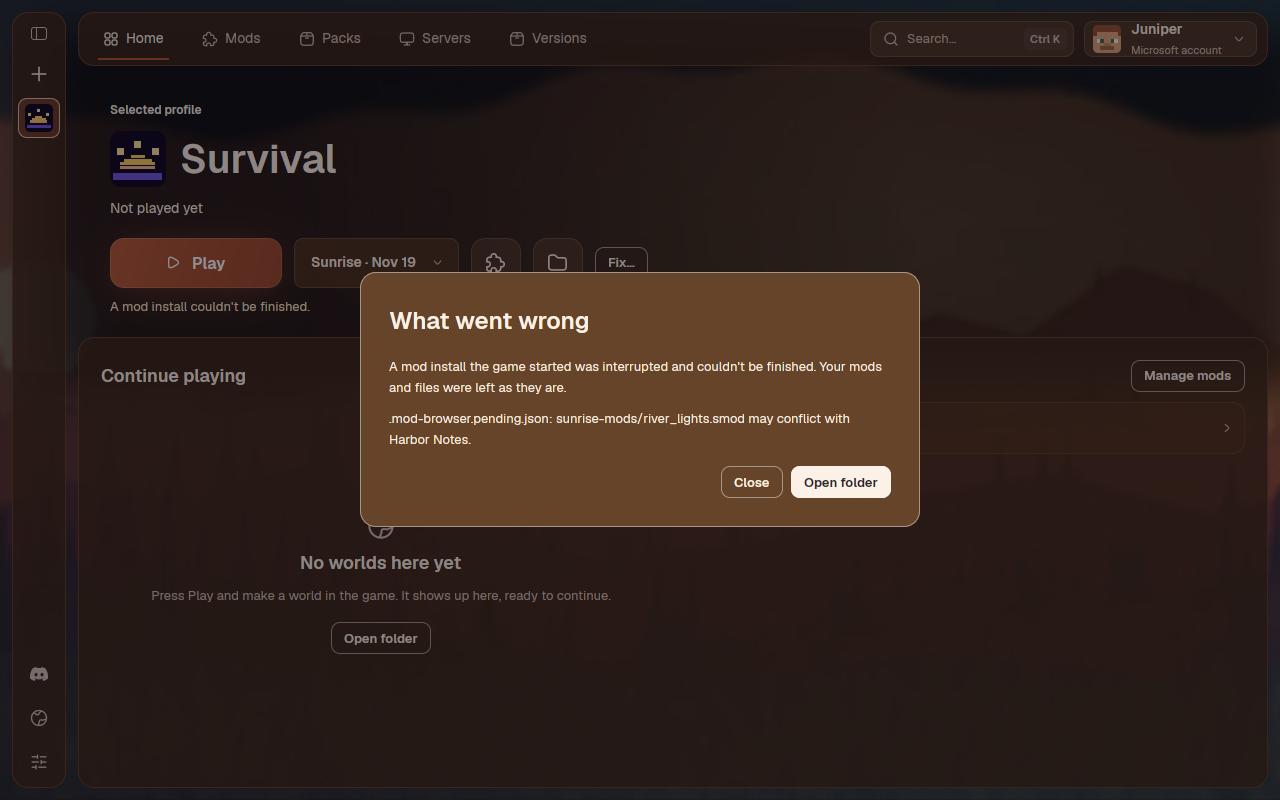 Home
Mods
Packs
Servers
Versions
Search...
Ctrl K
Juniper
Microsoft account
Selected profile
Survival
Not played yet
Play
Sunrise · Nov 19
Fix...
A mod install couldn't be finished.
What went wrong
A mod install the game started was interrupted and couldn't be finished. Your mods
and files were left as they are.
.mod-browser.pending.json: sunrise-mods/river_lights.smod may conflict with
Harbor Notes.
Close
Open folder
Continue playing
Manage mods
No worlds here yet
Press Play and make a world in the game. It shows up here, ready to continue.
Open folder